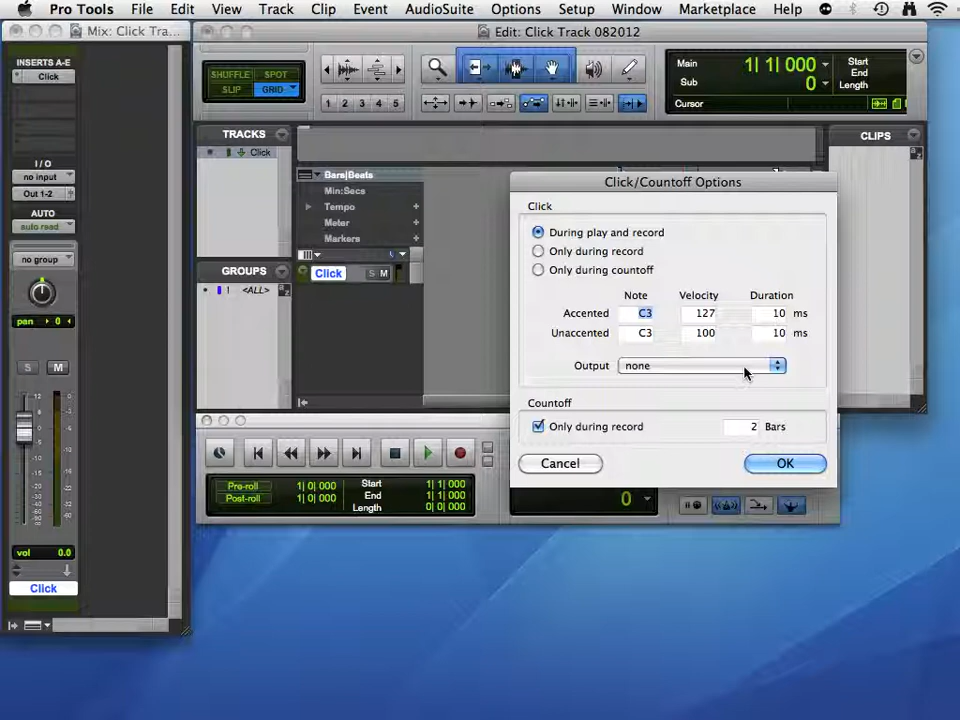 Pro Tools File Edit View Track Clip Event AudioSuite Options Setup Window Marketplace Help
Mix: Click Tra...
Edit: Click Track 082012
INSERTS A-E
Click
I / O
no input
Out 1-2
AUTO
auto read
no group
pan 0
S M
12
vol 0.0
Click
SHUFFLE SPOT
SLIP GRID
1 2 3 4 5
Main 1| 1| 000
Sub 0
Start
End
Length
Cursor
TRACKS
Click
GROUPS
1 <ALL>
Bars|Beats
Min:Secs
Tempo
Meter
Markers
Click S M
CLIPS
Click/Countoff Options
Click
During play and record
Only during record
Only during countoff
Note Velocity Duration
Accented C3 127 10 ms
Unaccented C3 100 10 ms
Output none
Countoff
Only during record 2 Bars
Cancel OK
Pre-roll 1| 0| 000
Post-roll 1| 0| 000
Start 1| 1| 000
End 1| 1| 000
Length 0| 0| 000
0